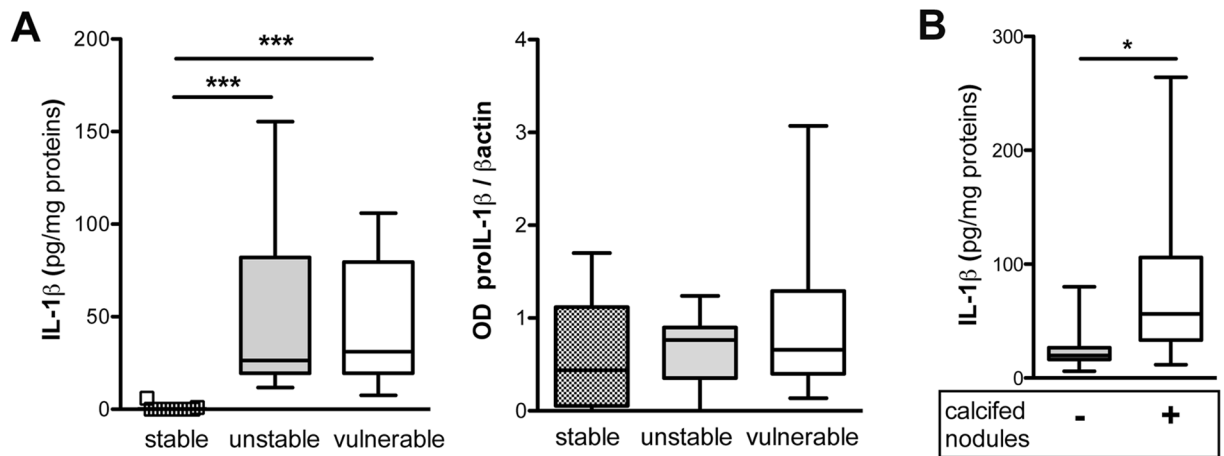 A
IL-1β (pg/mg proteins)
200
150
100
50
0
***
***
stable unstable vulnerable
OD proIL-1β / βactin
4
3
2
1
0
stable unstable vulnerable
B
IL-1β (pg/mg proteins)
300
200
100
0
*
calcifed
nodules
- +